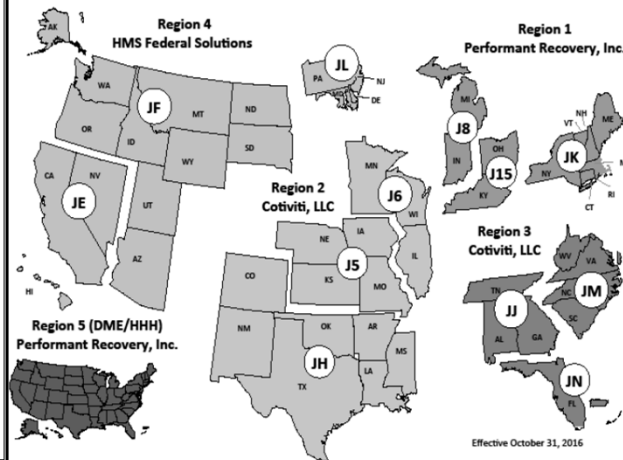 Region 4
HMS Federal Solutions
AK
WA
OR
ID
MT
ND
SD
WY
JF
CA
NV
JE
UT
AZ
HI
PA
JL
NJ
DE
Region 1
Performant Recovery, Inc.
MI
J8
IN
OH
J15
KY
VT
NH
ME
JK
NY
RI
CT
Region 2
Cotiviti, LLC
MN
J6
WI
IL
NE
IA
J5
KS
MO
CO
NM
OK
AR
JH
TX
LA
MS
Region 3
Cotiviti, LLC
WV
VA
NC
JM
SC
TN
JJ
AL
GA
JN
FL
Region 5 (DME/HHH)
Performant Recovery, Inc.
Effective October 31, 2016